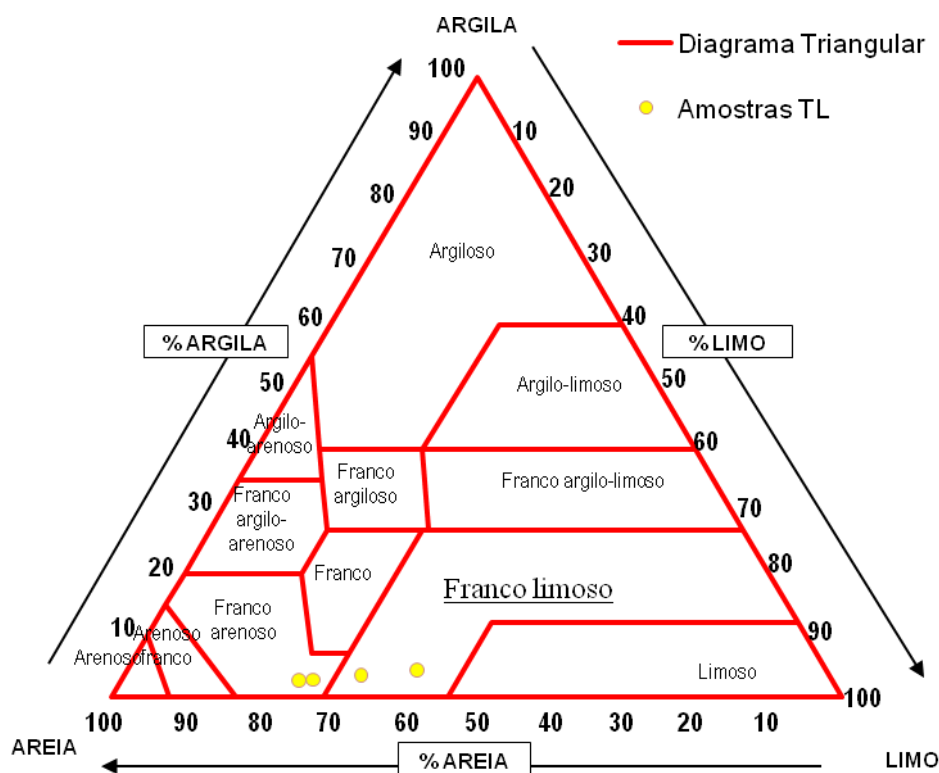 ARGILA
Diagrama Triangular
Amostras TL
100
90
80
70
60
50
40
30
20
10
10
20
30
40
50
60
70
80
90
100
%ARGILA
%LIMO
Argiloso
Argilo-limoso
Argilo-
arenoso
Franco
argiloso
Franco argilo-limoso
Franco
argilo-
arenoso
Franco
Franco limoso
Franco
arenoso
Arenoso
franco
Arenoso
Limoso
100
90
80
70
60
50
40
30
20
10
AREIA
%AREIA
LIMO